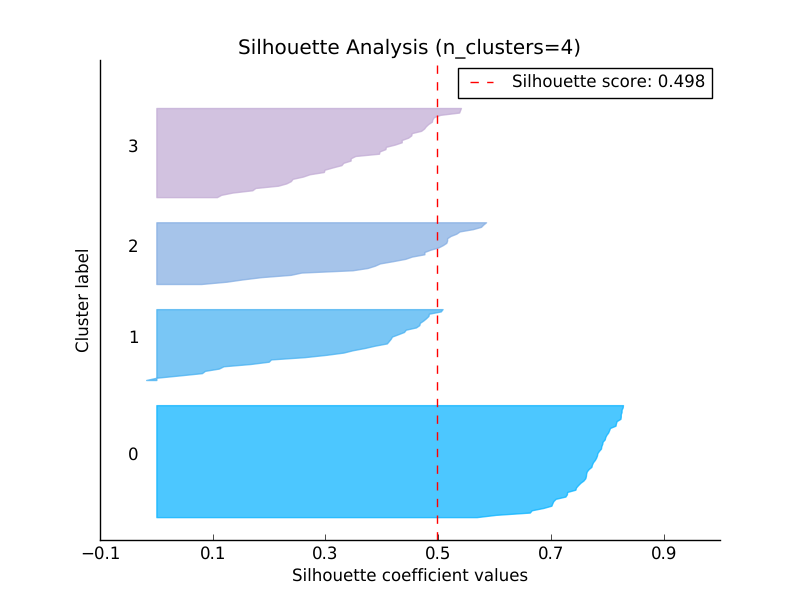 Silhouette Analysis (n_clusters=4)
Silhouette score: 0.498
3
2
1
0
Cluster label
−0.1 0.1 0.3 0.5 0.7 0.9
Silhouette coefficient values